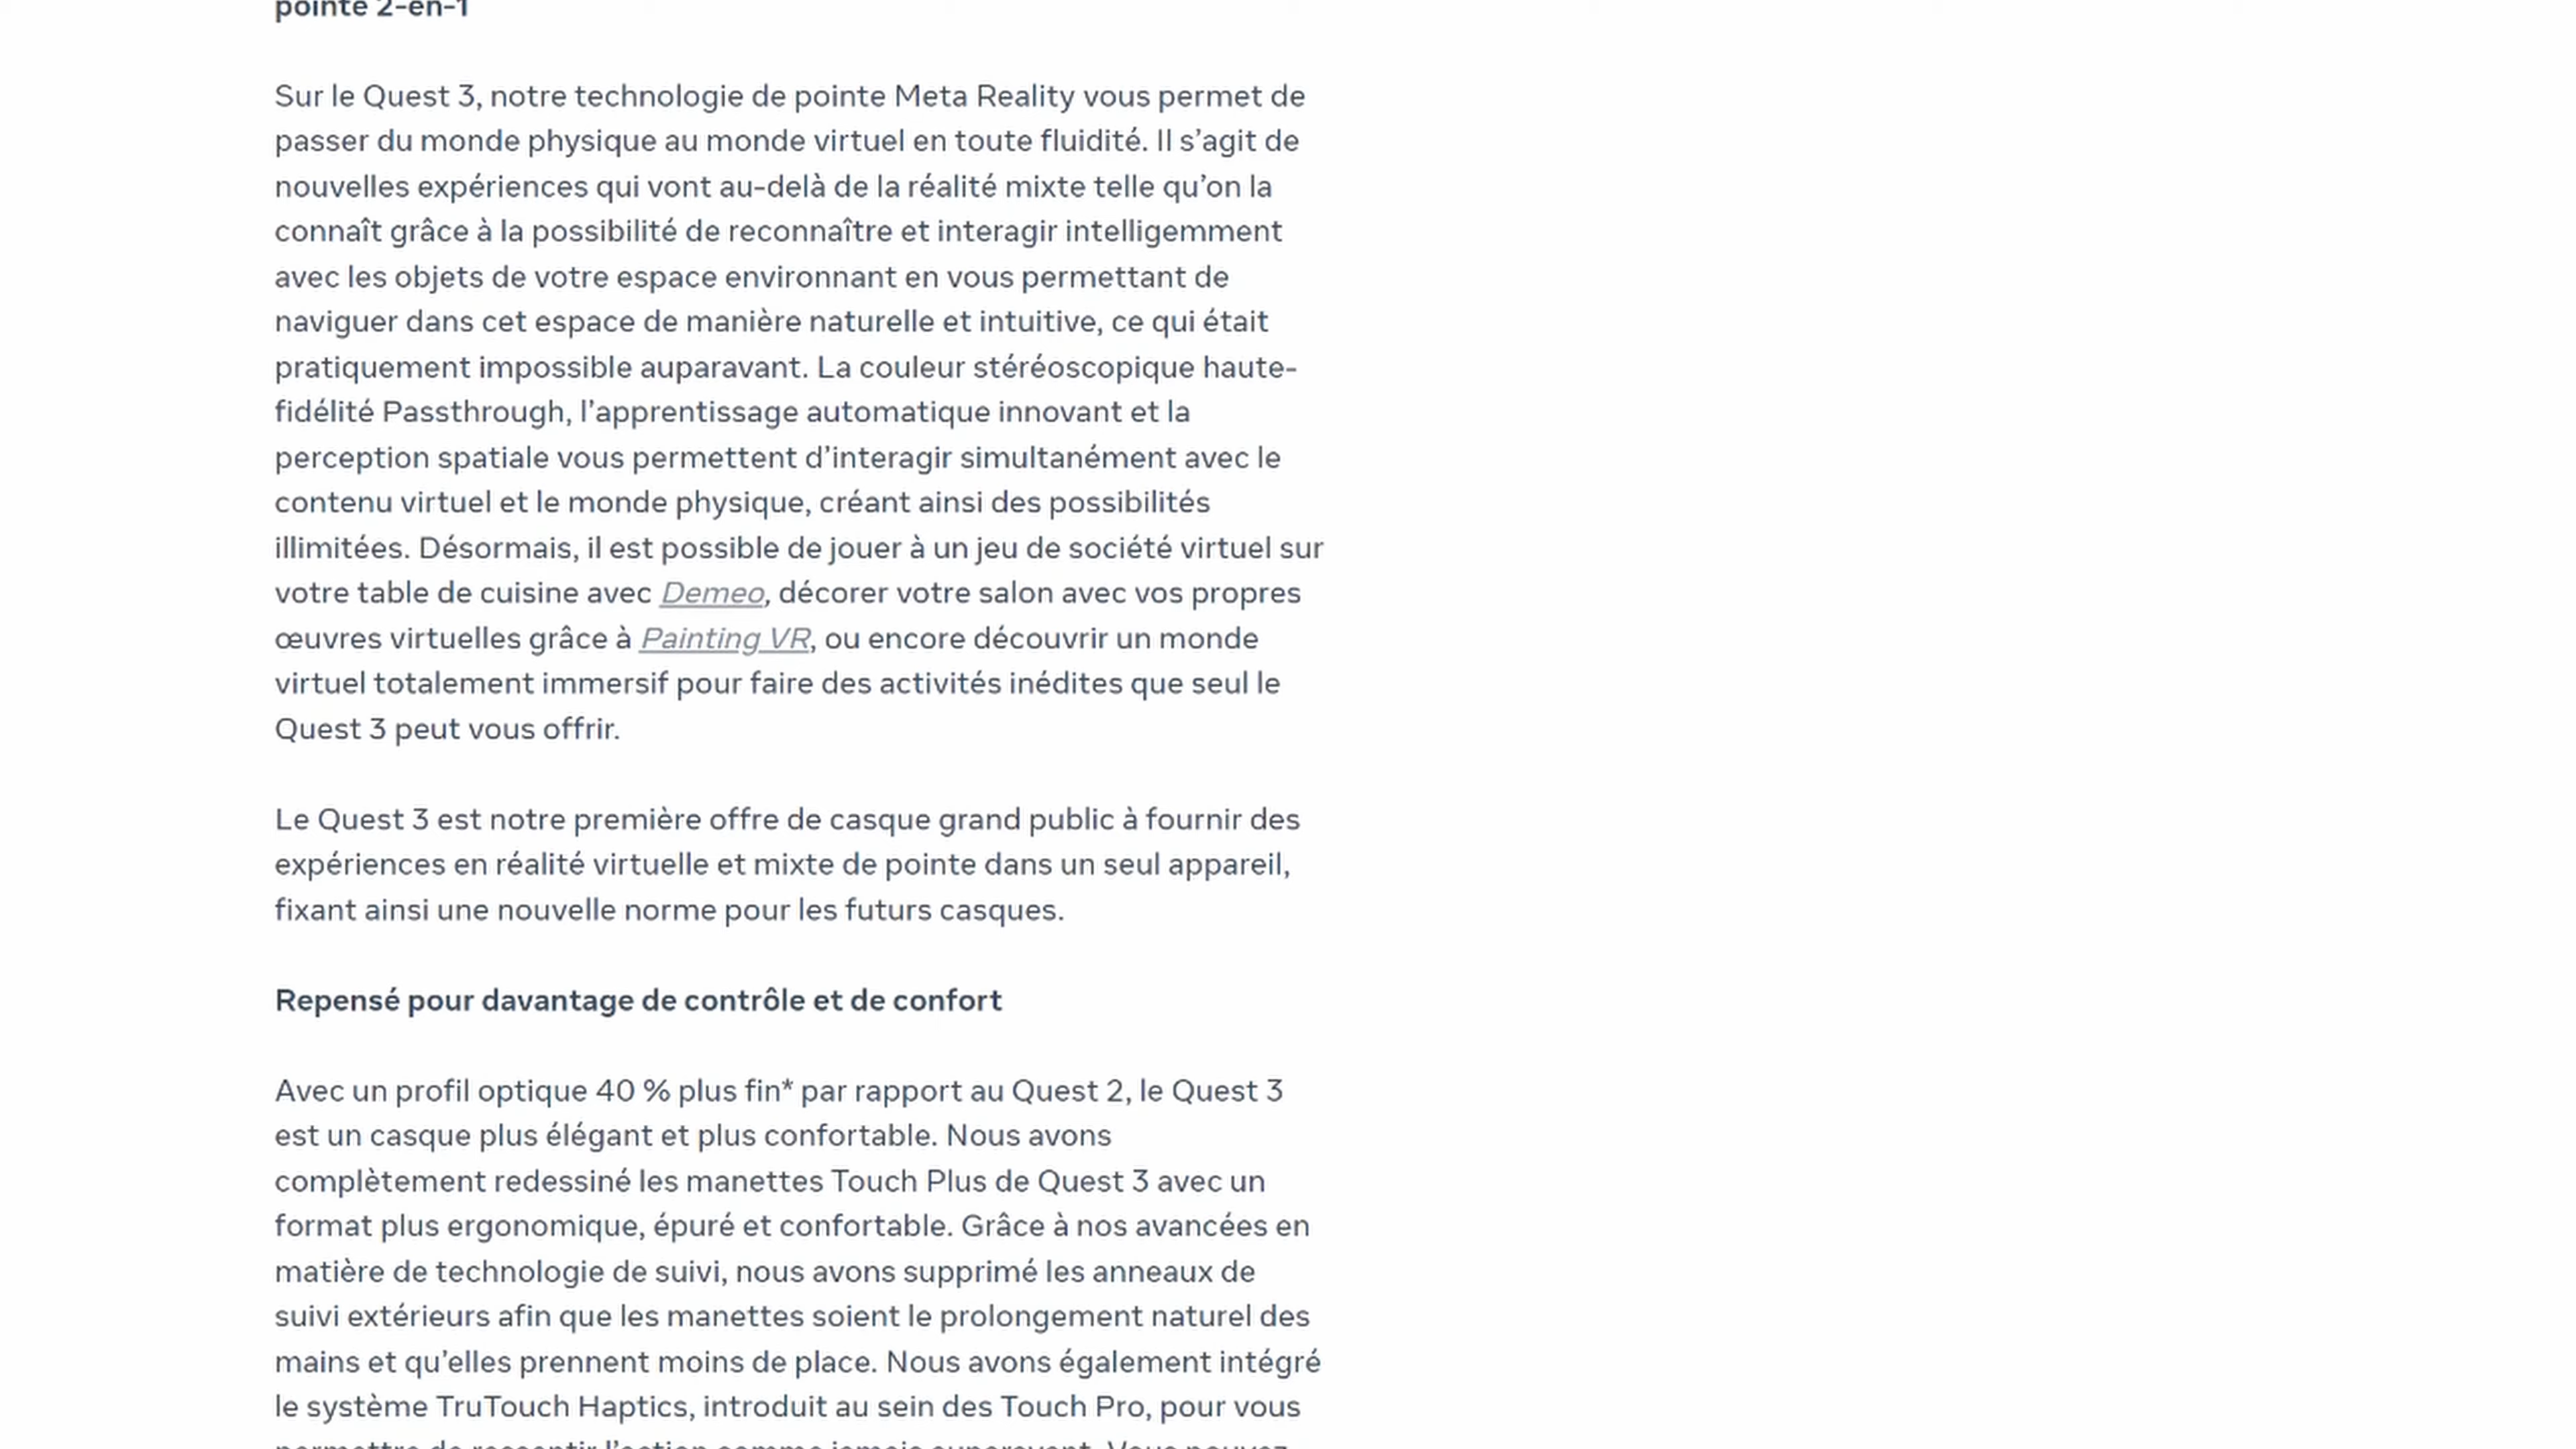 pointe 2-en-1
Sur le Quest 3, notre technologie de pointe Meta Reality vous permet de
passer du monde physique au monde virtuel en toute fluidité. Il s’agit de
nouvelles expériences qui vont au-delà de la réalité mixte telle qu’on la
connaît grâce à la possibilité de reconnaître et interagir intelligemment
avec les objets de votre espace environnant en vous permettant de
naviguer dans cet espace de manière naturelle et intuitive, ce qui était
pratiquement impossible auparavant. La couleur stéréoscopique haute-
fidélité Passthrough, l’apprentissage automatique innovant et la
perception spatiale vous permettent d’interagir simultanément avec le
contenu virtuel et le monde physique, créant ainsi des possibilités
illimitées. Désormais, il est possible de jouer à un jeu de société virtuel sur
votre table de cuisine avec Demeo, décorer votre salon avec vos propres
œuvres virtuelles grâce à Painting VR, ou encore découvrir un monde
virtuel totalement immersif pour faire des activités inédites que seul le
Quest 3 peut vous offrir.
Le Quest 3 est notre première offre de casque grand public à fournir des
expériences en réalité virtuelle et mixte de pointe dans un seul appareil,
fixant ainsi une nouvelle norme pour les futurs casques.
Repensé pour davantage de contrôle et de confort
Avec un profil optique 40 % plus fin* par rapport au Quest 2, le Quest 3
est un casque plus élégant et plus confortable. Nous avons
complètement redessiné les manettes Touch Plus de Quest 3 avec un
format plus ergonomique, épuré et confortable. Grâce à nos avancées en
matière de technologie de suivi, nous avons supprimé les anneaux de
suivi extérieurs afin que les manettes soient le prolongement naturel des
mains et qu’elles prennent moins de place. Nous avons également intégré
le système TruTouch Haptics, introduit au sein des Touch Pro, pour vous
permettre de ressentir l’action comme jamais auparavant. Vous pouvez